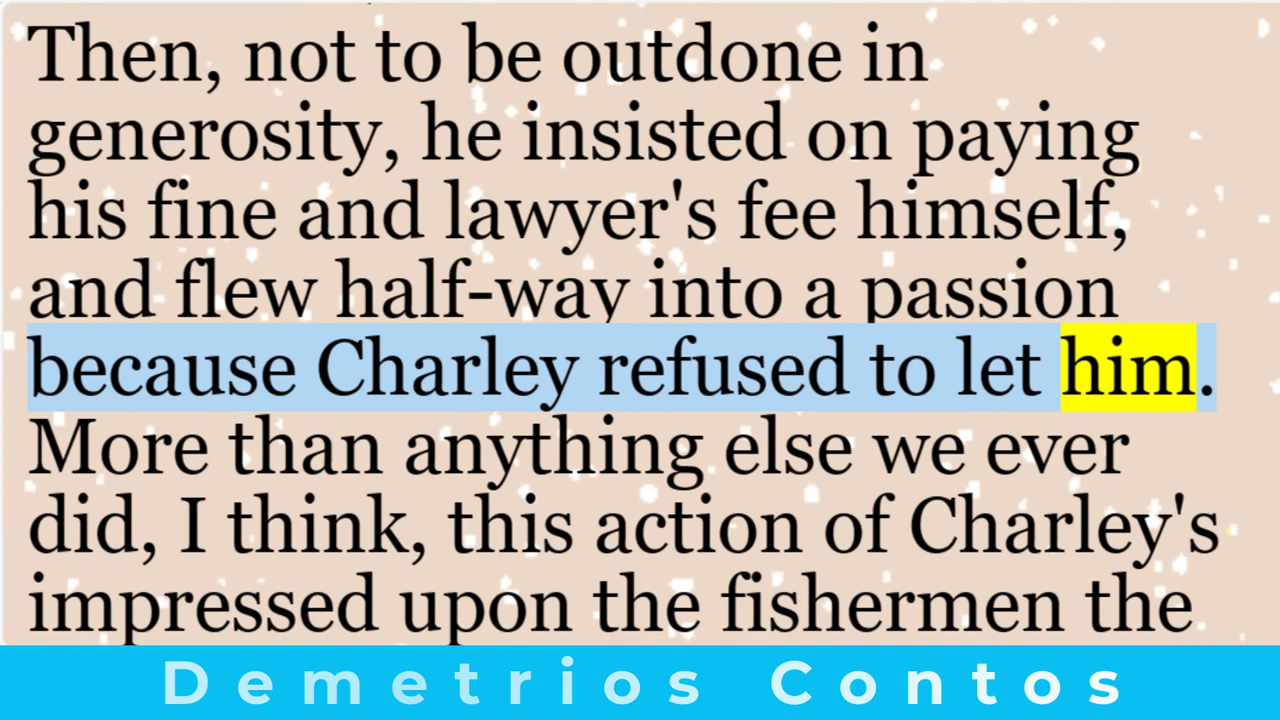 Then, not to be outdone in
generosity, he insisted on paying
his fine and lawyer's fee himself,
and flew half-way into a passion
because Charley refused to let him.
More than anything else we ever
did, I think, this action of Charley's
impressed upon the fishermen the
Demetrios Contos